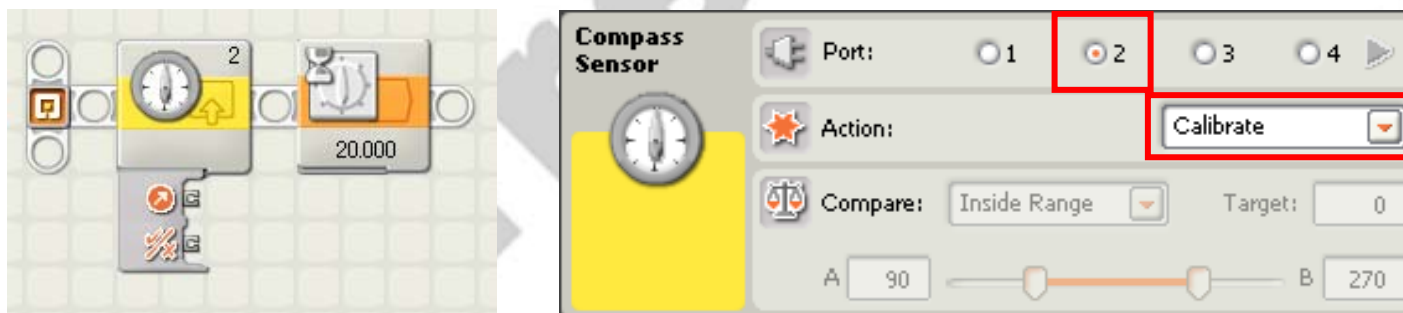 2
20.000
Compass
Sensor
Port: 1 2 3 4
Action: Calibrate
Compare: Inside Range Target: 0
A 90 B 270